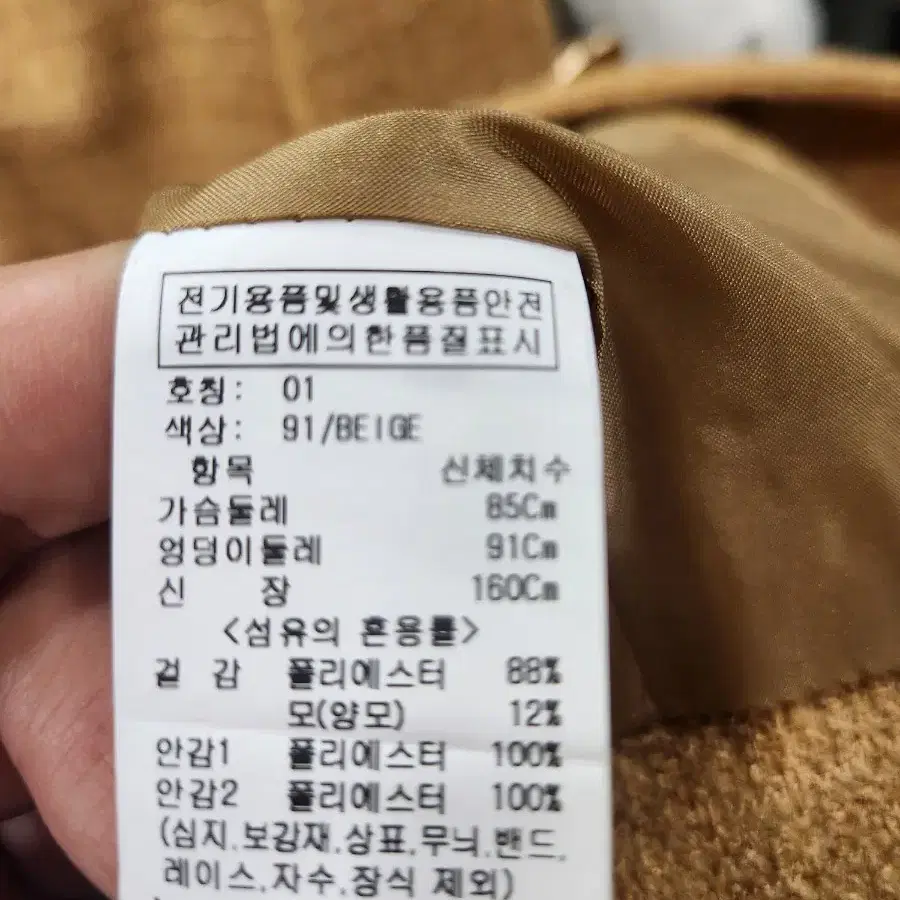 전기용품및생활용품안전
관리법에의한품질표시
호칭: 01
색상: 91/BEIGE
항목 신체치수
가슴둘레 85Cm
엉덩이둘레 91Cm
신 장 160Cm
<섬유의 혼용률>
겉 감 폴리에스터 88%
모(양모) 12%
안감1 폴리에스터 100%
안감2 폴리에스터 100%
(심지.보강재.상표.무늬.밴드.
레이스.자수.장식 제외)